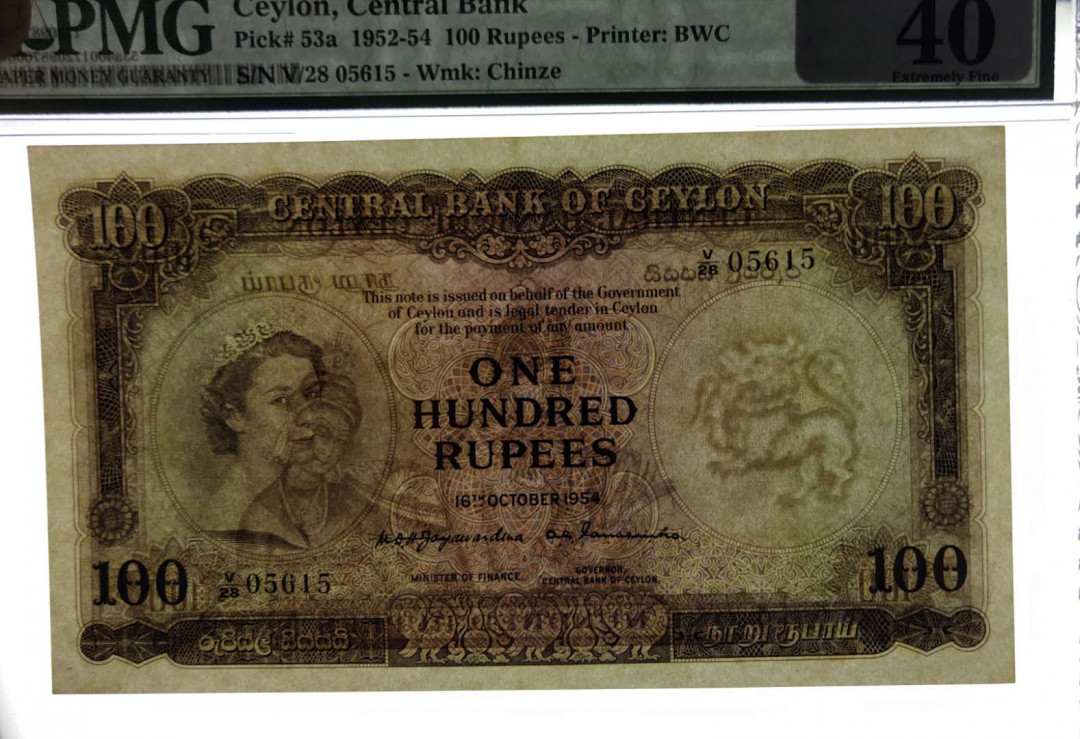 PMG
Ceylon, Central Bank
Pick# 53a 1952-54 100 Rupees - Printer: BWC
S/N V/28 05615 - Wmk: Chinze
PAPER MONEY GUARANTY
40
Extremely Fine
100
CENTRAL BANK OF CEYLON
100
V/28 05615
This note is issued on behalf of the Government
of Ceylon and is legal tender in Ceylon
for the payment of any amount
ONE
HUNDRED
RUPEES
16TH OCTOBER 1954
MINISTER OF FINANCE.
GOVERNOR,
CENTRAL BANK OF CEYLON.
100
V/28 05615
100
රුපියල් සියයයි
நூறு ரூபாய்